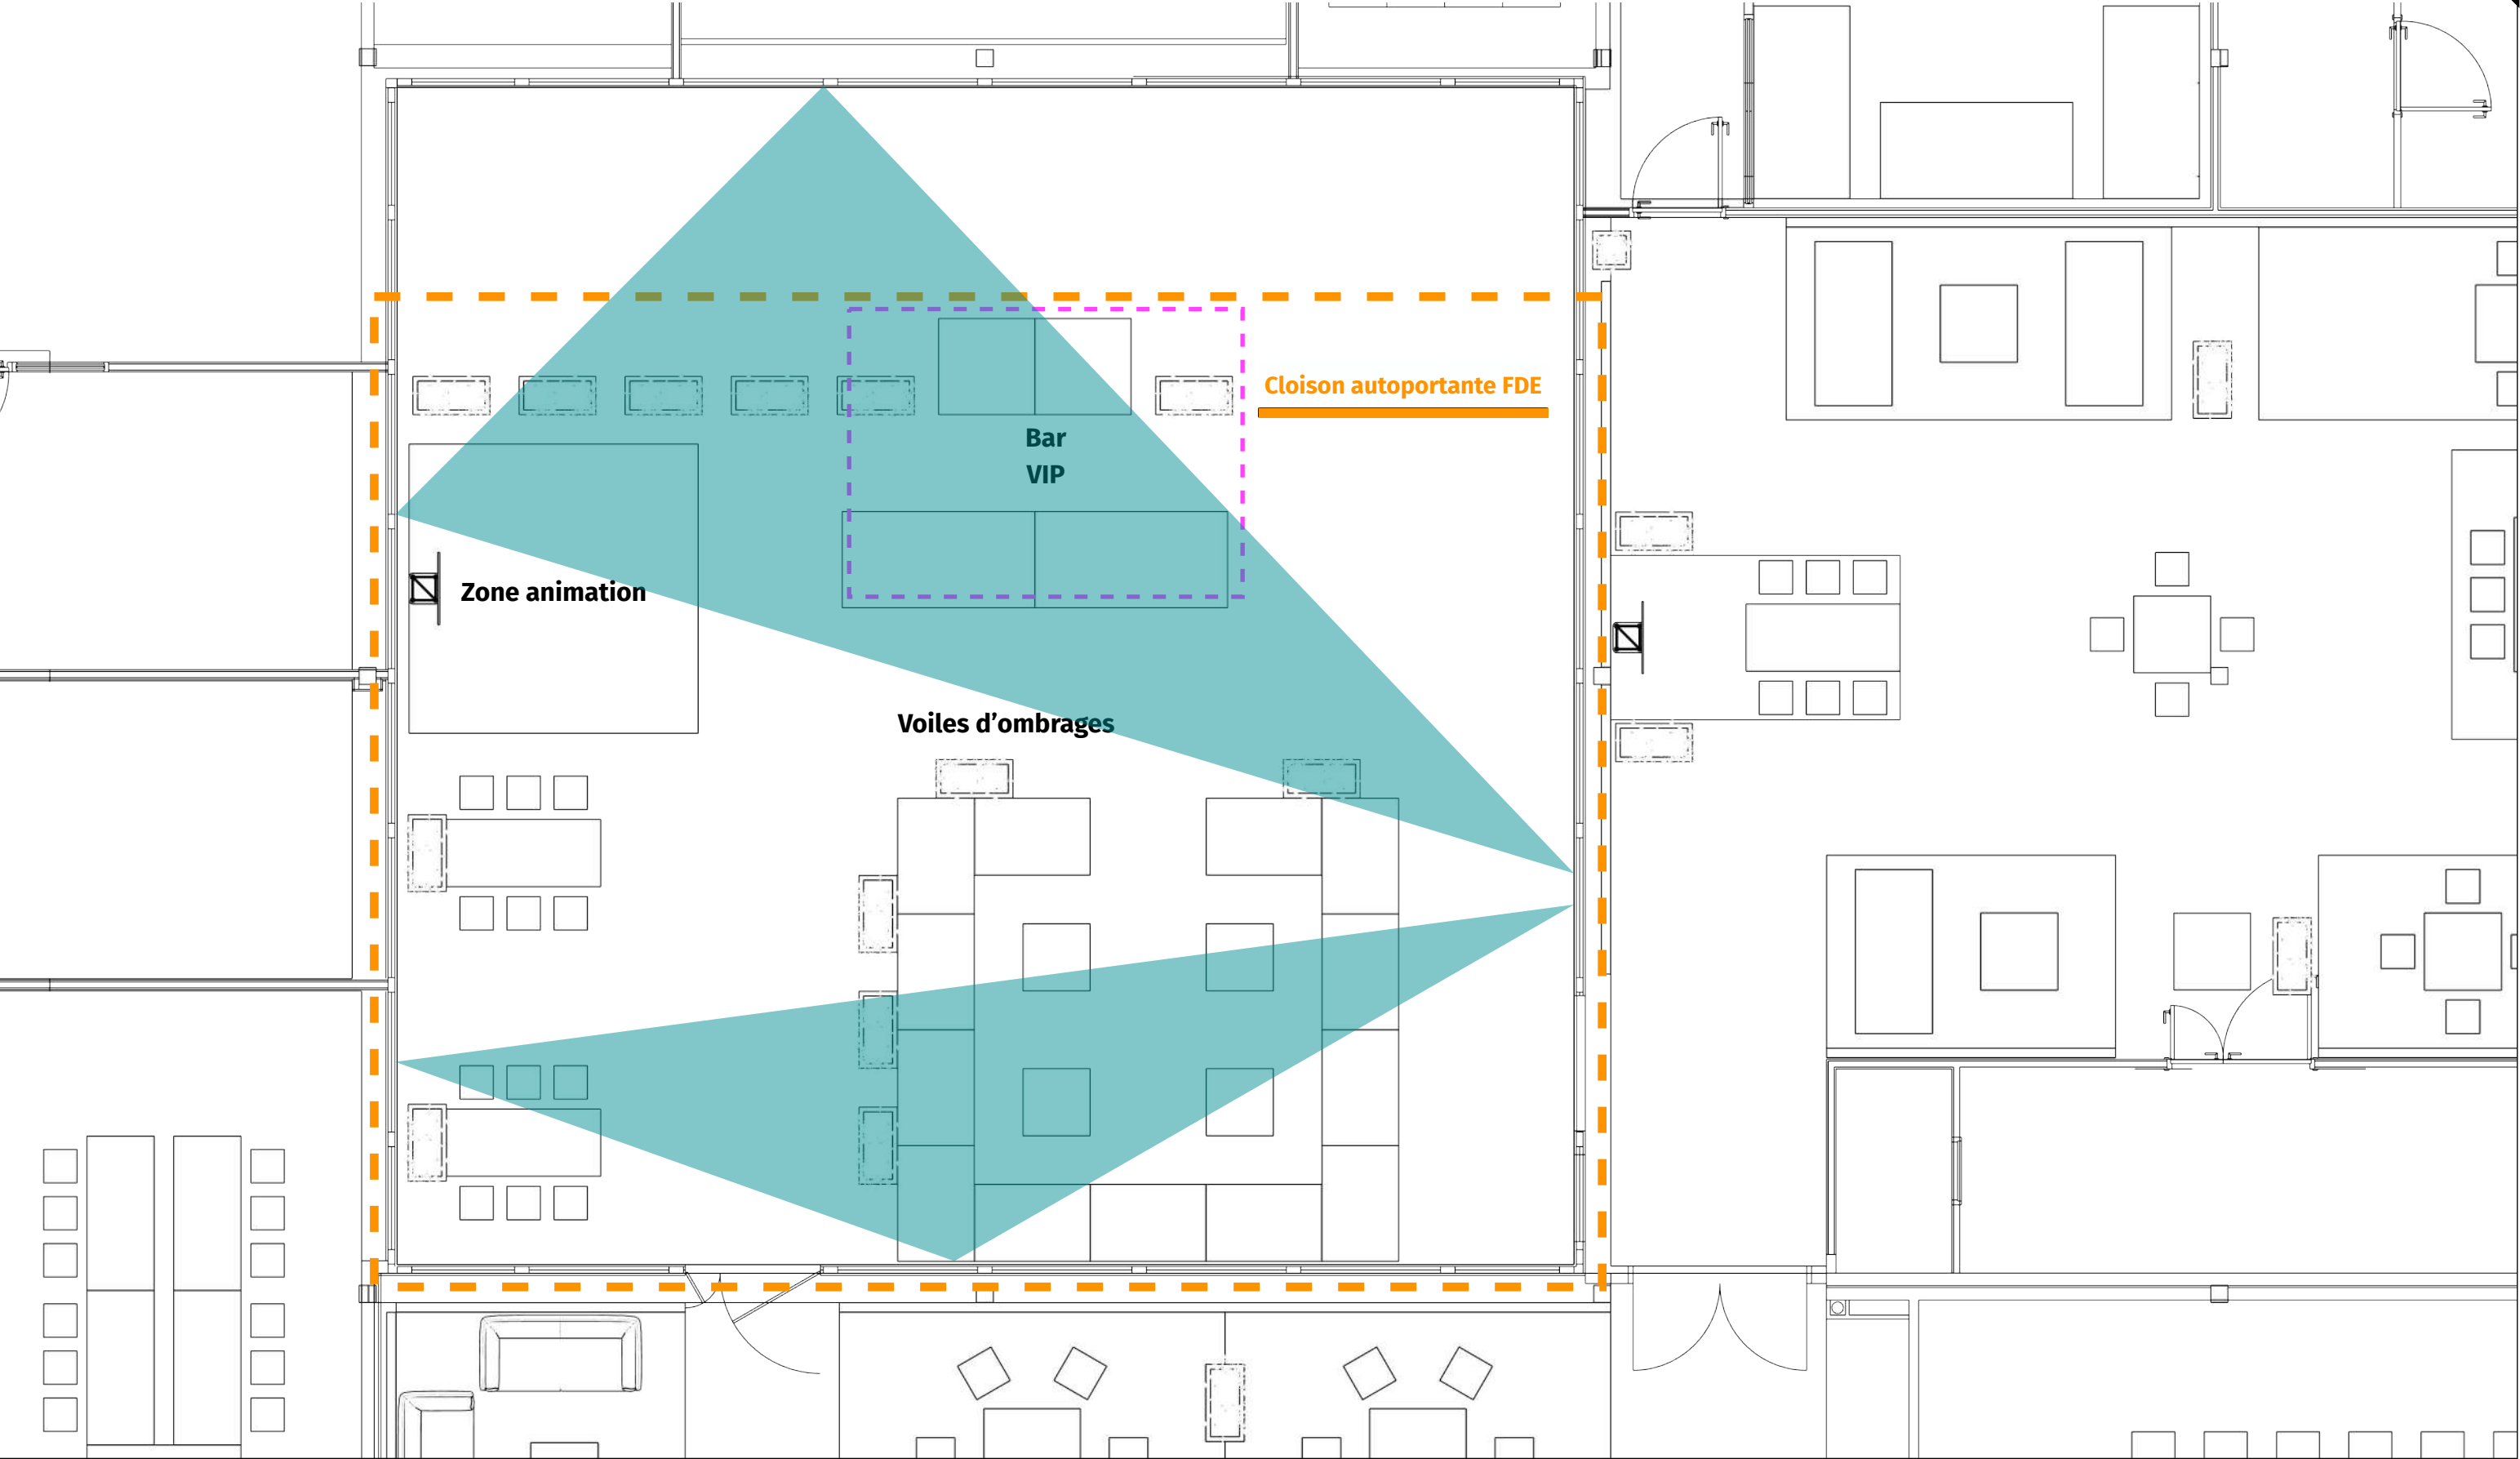 Cloison autoportante FDE
Bar
VIP
Zone animation
Voiles d’ombrages